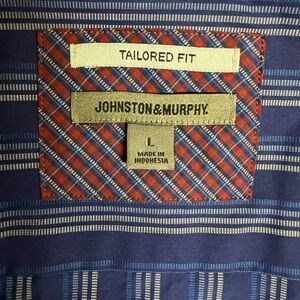 TAILORED FIT
JOHNSTON&MURPHY.
L
MADE IN
INDONESIA